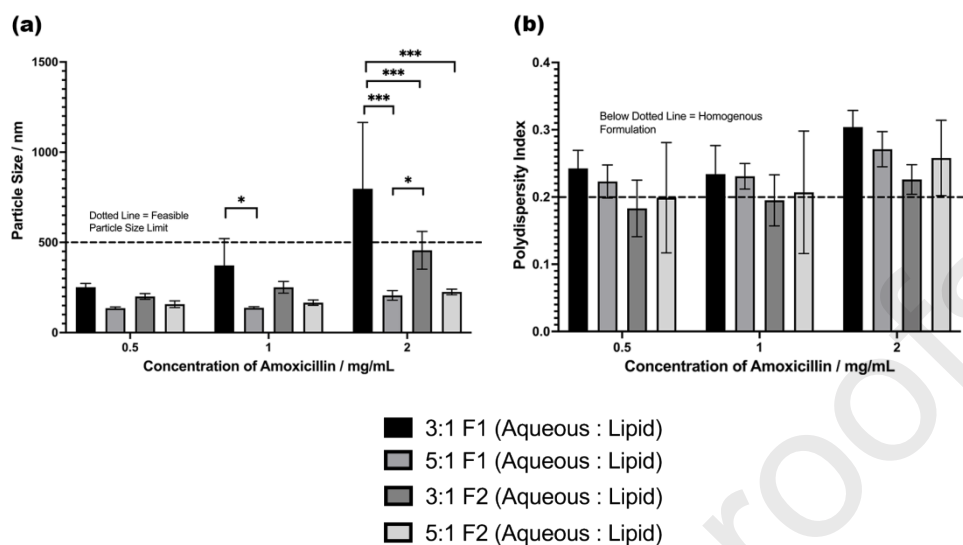 (a)
1500
1000
500
0
Particle Size / nm
Dotted Line = Feasible
Particle Size Limit
*
***
***
***
*
0.5
1
2
Concentration of Amoxicillin / mg/mL
(b)
0.4
0.3
0.2
0.1
0.0
Polydispersity Index
Below Dotted Line = Homogenous
Formulation
0.5
1
2
Concentration of Amoxicillin / mg/mL
3:1 F1 (Aqueous : Lipid)
5:1 F1 (Aqueous : Lipid)
3:1 F2 (Aqueous : Lipid)
5:1 F2 (Aqueous : Lipid)
roof